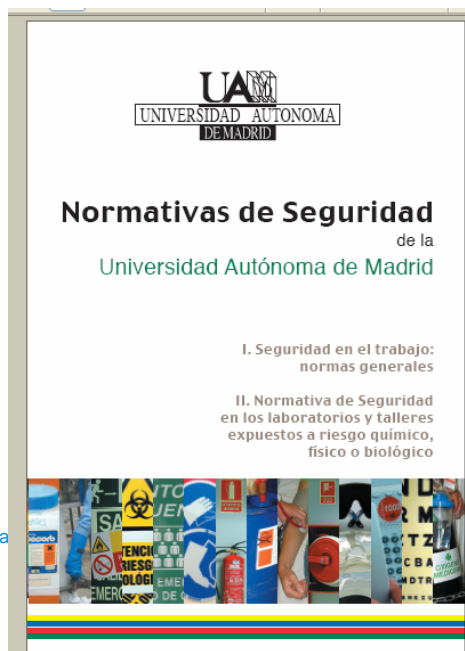 UAM
UNIVERSIDAD AUTONOMA
DE MADRID
Normativas de Seguridad
de la
Universidad Autónoma de Madrid
I. Seguridad en el trabajo:
normas generales
II. Normativa de Seguridad
en los laboratorios y talleres
expuestos a riesgo químico,
físico o biológico